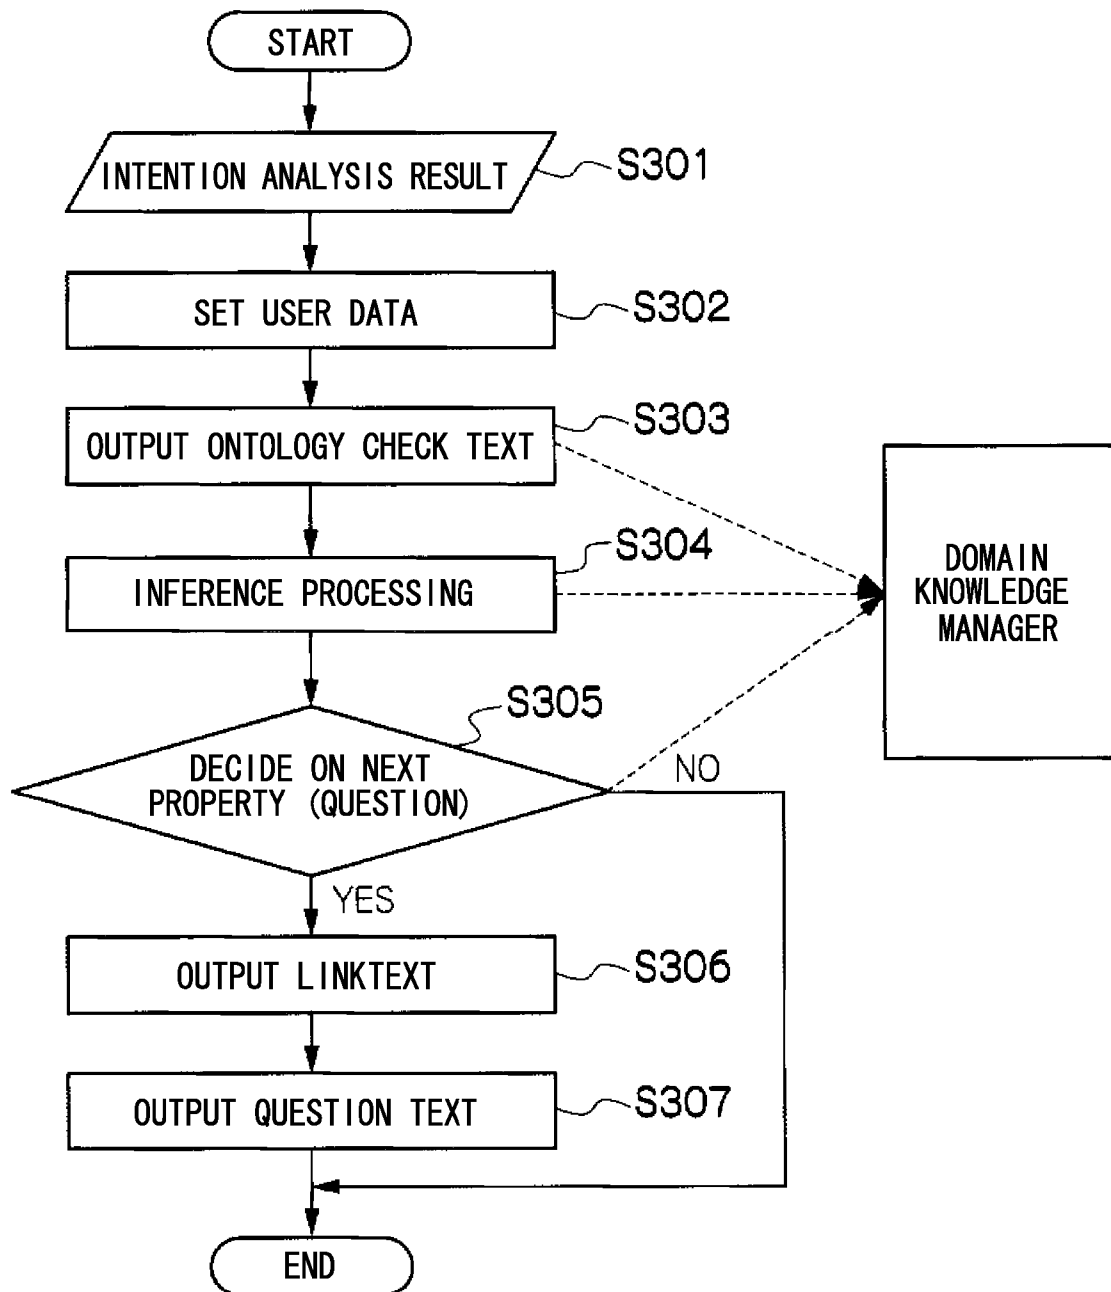 START
INTENTION ANALYSIS RESULT
S301
SET USER DATA
S302
OUTPUT ONTOLOGY CHECK TEXT
S303
INFERENCE PROCESSING
S304
DOMAIN
KNOWLEDGE
MANAGER
DECIDE ON NEXT
PROPERTY (QUESTION)
S305
NO
YES
OUTPUT LINKTEXT
S306
OUTPUT QUESTION TEXT
S307
END